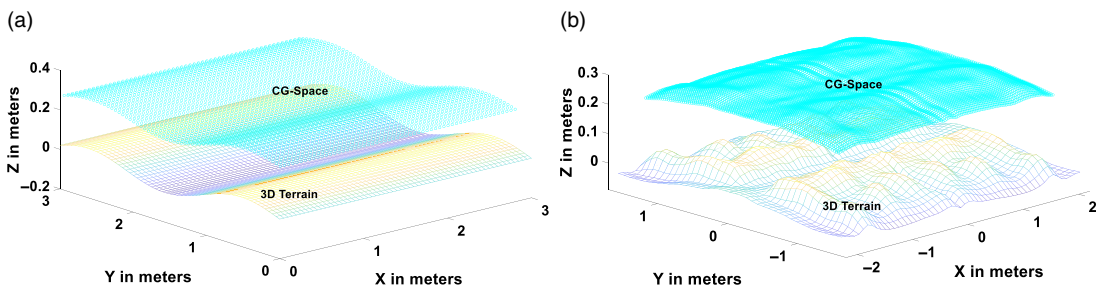 (a)
0.4
0.2
0
−0.2
Z in meters
3
2
1
0
Y in meters
0
1
2
3
X in meters
CG-Space
3D Terrain
(b)
0.3
0.2
0.1
0
Z in meters
1
0
−1
Y in meters
−2
−1
0
1
2
X in meters
CG-Space
3D Terrain